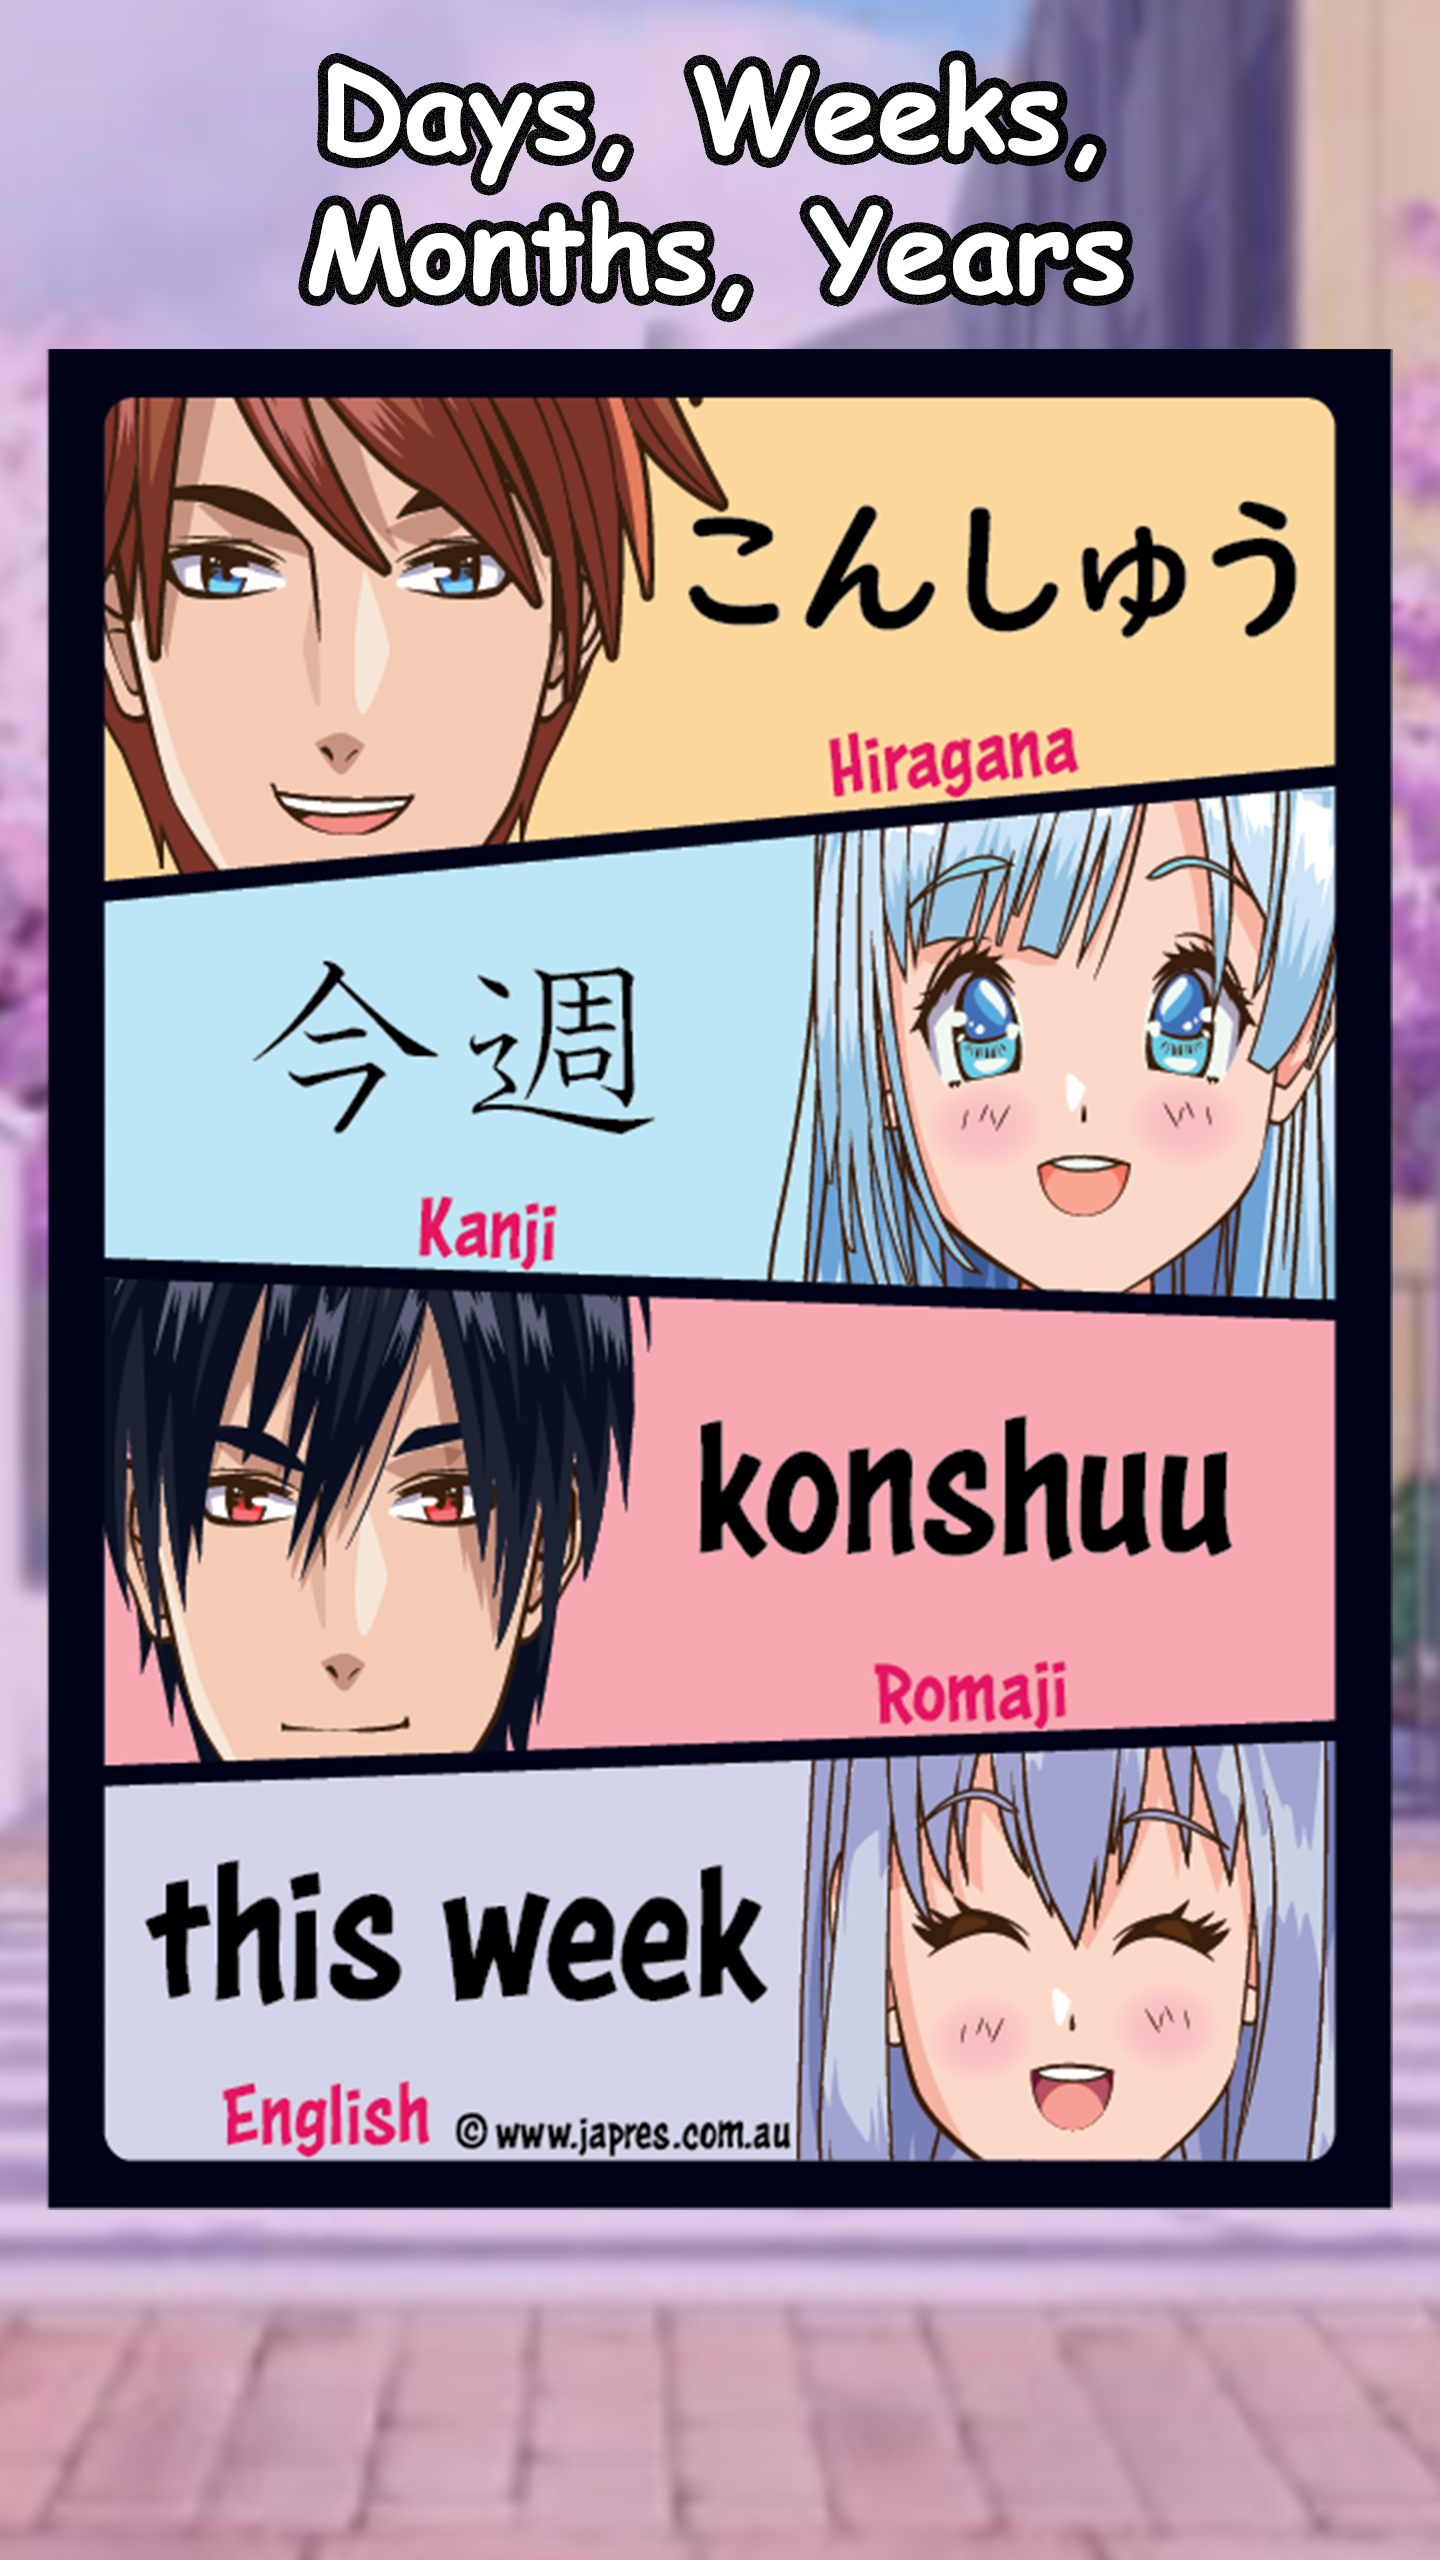 Days, Weeks,
Months, Years
こんしゅう
Hiragana
今週
Kanji
konshuu
Romaji
this week
English
© www.japres.com.au